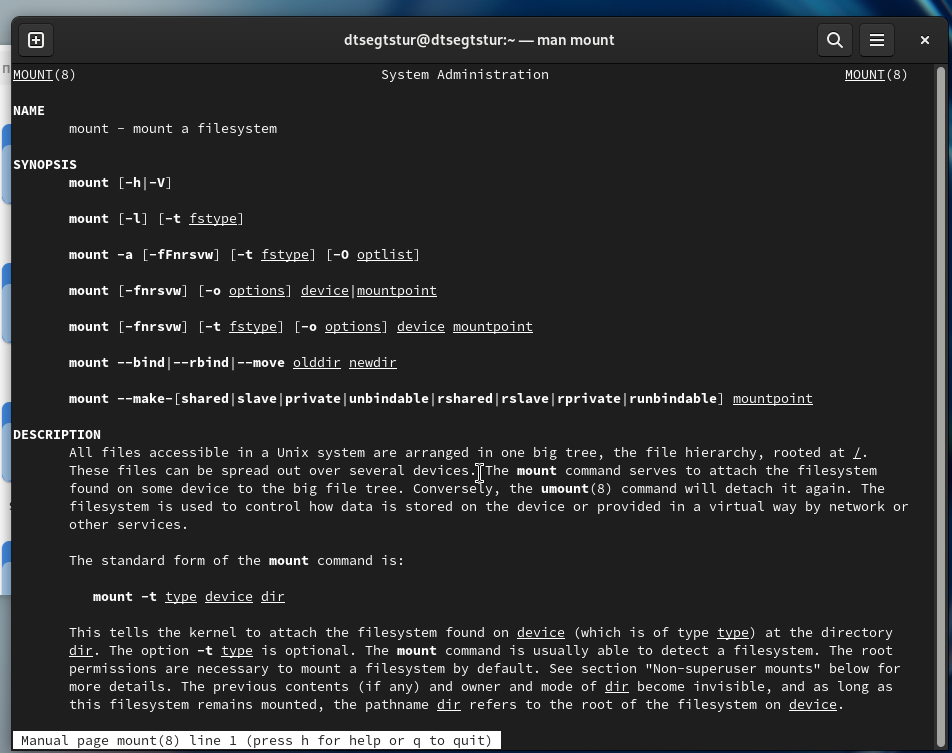 dtsegtstur@dtsegtstur:~ — man mount
MOUNT(8) System Administration MOUNT(8)
NAME
mount - mount a filesystem
SYNOPSIS
mount [-h|-V]
mount [-l] [-t fstype]
mount -a [-fFnrsvw] [-t fstype] [-O optlist]
mount [-fnrsvw] [-o options] device|mountpoint
mount [-fnrsvw] [-t fstype] [-o options] device mountpoint
mount --bind|--rbind|--move olddir newdir
mount --make-[shared|slave|private|unbindable|rshared|rslave|rprivate|runbindable] mountpoint
DESCRIPTION
All files accessible in a Unix system are arranged in one big tree, the file hierarchy, rooted at /.
These files can be spread out over several devices. The mount command serves to attach the filesystem
found on some device to the big file tree. Conversely, the umount(8) command will detach it again. The
filesystem is used to control how data is stored on the device or provided in a virtual way by network or
other services.
The standard form of the mount command is:
mount -t type device dir
This tells the kernel to attach the filesystem found on device (which is of type type) at the directory
dir. The option -t type is optional. The mount command is usually able to detect a filesystem. The root
permissions are necessary to mount a filesystem by default. See section "Non-superuser mounts" below for
more details. The previous contents (if any) and owner and mode of dir become invisible, and as long as
this filesystem remains mounted, the pathname dir refers to the root of the filesystem on device.
Manual page mount(8) line 1 (press h for help or q to quit)